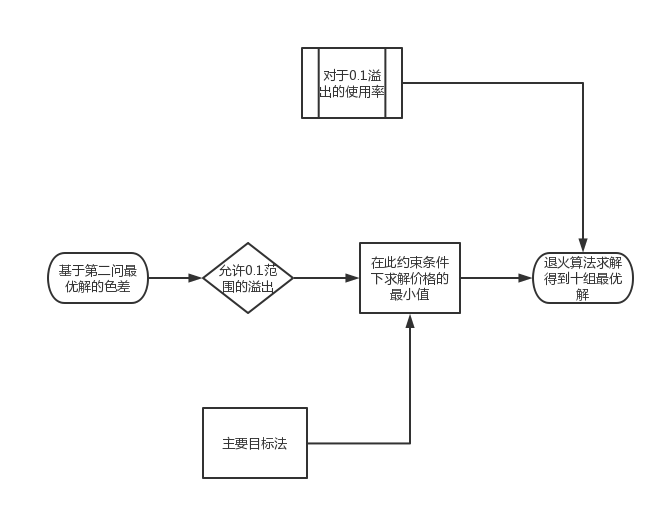 对于0.1溢
出的使用率
基于第二问最
优解的色差
允许0.1范
围的溢出
在此约束条件
下求解价格的
最小值
退火算法求解
得到十组最优
解
主要目标法